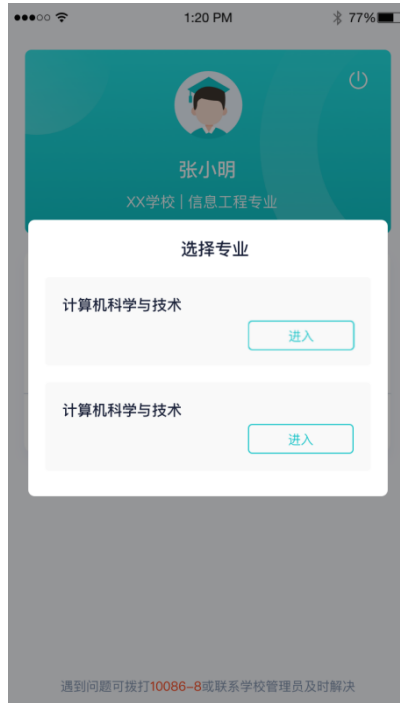 1:20 PM 77%
张小明
XX学校 | 信息工程专业
选择专业
计算机科学与技术
进入
计算机科学与技术
进入
遇到问题可拨打10086-8或联系学校管理员及时解决